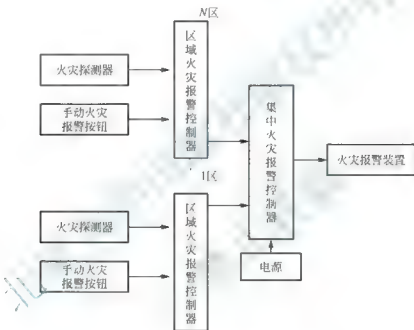 N区
火灾探测器
手动火灾
报警按钮
区域火灾报警控制器
集中火灾报警控制器
火灾报警装置
1区
火灾探测器
手动火灾
报警按钮
区域火灾报警控制器
电源